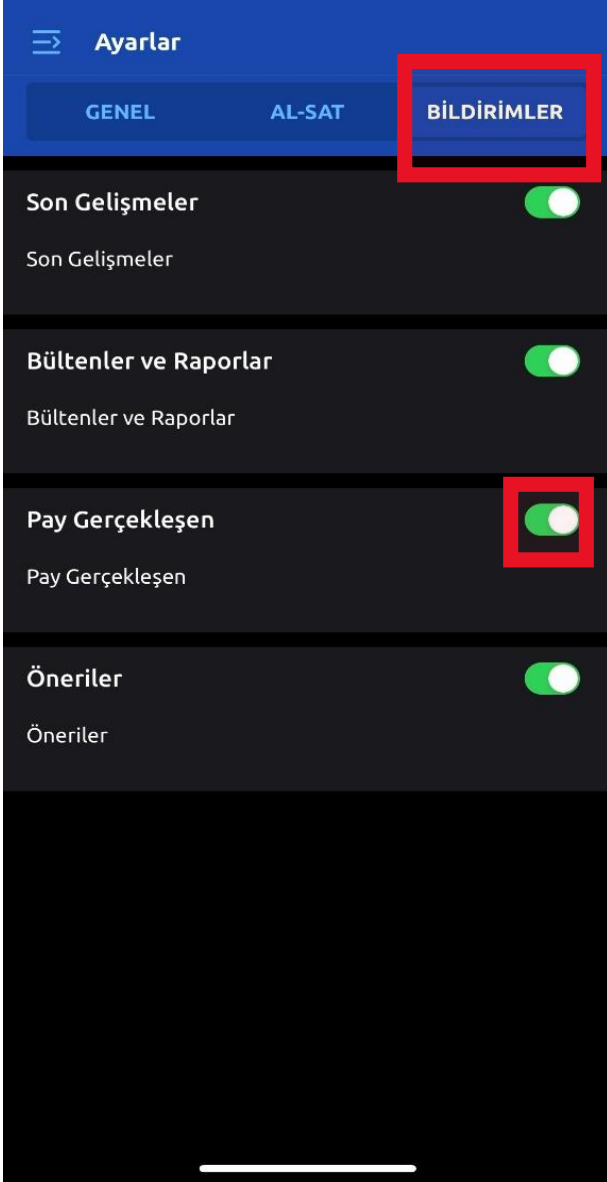 Ayarlar
GENEL AL-SAT BİLDİRİMLER
Son Gelişmeler
Son Gelişmeler
Bültenler ve Raporlar
Bültenler ve Raporlar
Pay Gerçekleşen
Pay Gerçekleşen
Öneriler
Öneriler